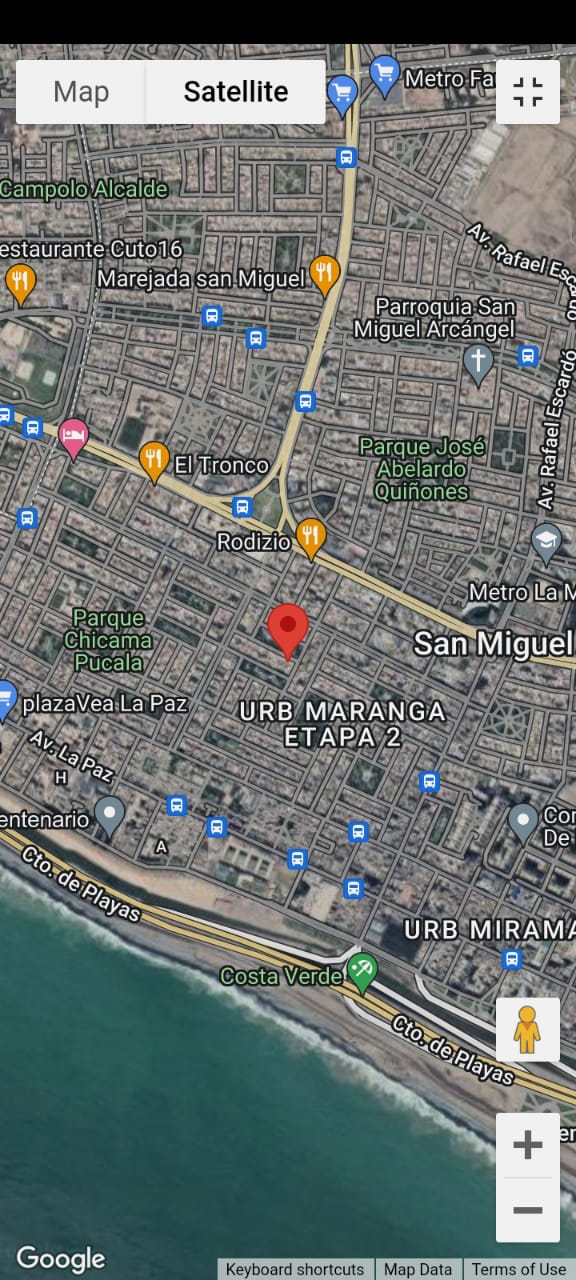 Map
Satellite
Metro Fa
Campolo Alcalde
Av. Rafael Esc
estaurante Cuto16
Marejada san Miguel
Parroquia San
Miguel Arcángel
Av. Rafael Escardó
El Tronco
Parque José
Abelardo
Quiñones
Rodizio
Metro La M
Parque
Chicama
Pucala
San Miguel
plazaVea La Paz
URB MARANGA
ETAPA 2
Av. La Paz
H
entenario
Cor
De
A
Cto. de Playas
URB MIRAMA
Costa Verde
Cto. de Playas
er
Google
Keyboard shortcuts
Map Data
Terms of Use